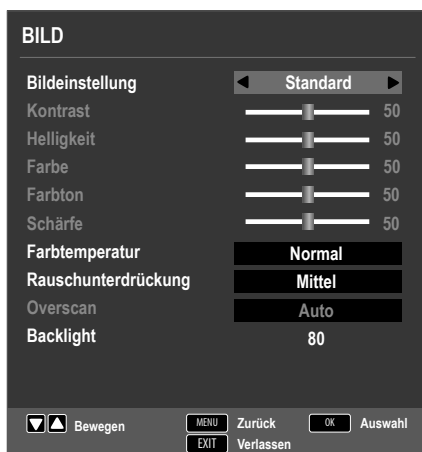 BILD
Bildeinstellung Standard
Kontrast 50
Helligkeit 50
Farbe 50
Farbton 50
Schärfe 50
Farbtemperatur Normal
Rauschunterdrückung Mittel
Overscan Auto
Backlight 80
Bewegen MENU Zurück OK Auswahl
EXIT Verlassen